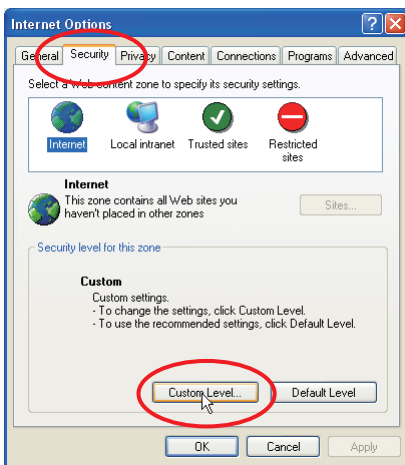 Internet Options
General Security Privacy Content Connections Programs Advanced
Select a Web content zone to specify its security settings.
Internet Local intranet Trusted sites Restricted sites
Internet
This zone contains all Web sites you
haven't placed in other zones
Sites...
Security level for this zone
Custom
Custom settings.
- To change the settings, click Custom Level.
- To use the recommended settings, click Default Level.
Custom Level... Default Level
OK Cancel Apply